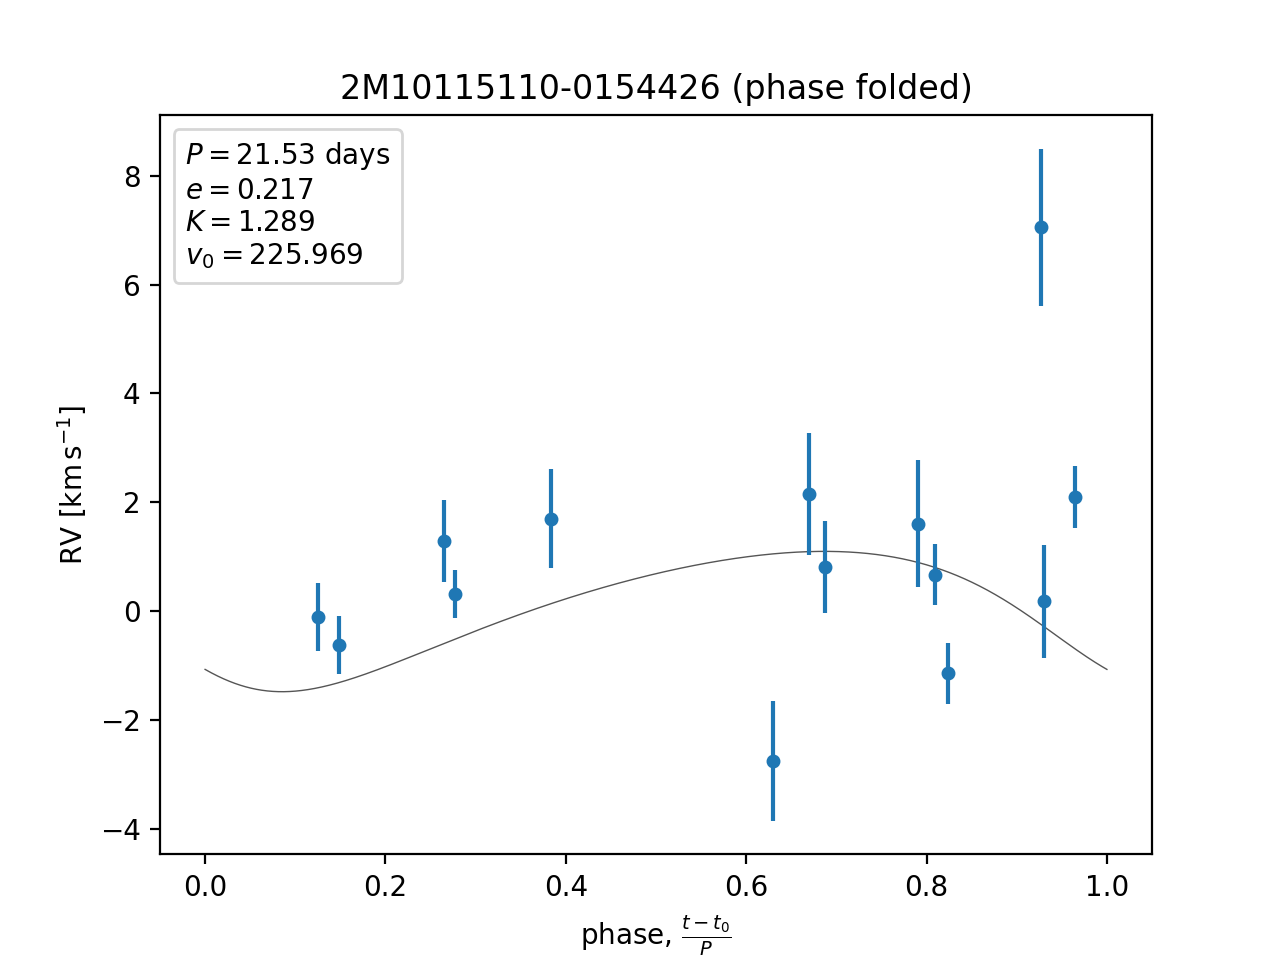 2M10115110-0154426 (phase folded)
P = 21.53 days
e = 0.217
K = 1.289
v₀ = 225.969
8
6
4
2
0
−2
−4
RV [km s⁻¹]
0.0 0.2 0.4 0.6 0.8 1.0
phase, (t − t₀)/P